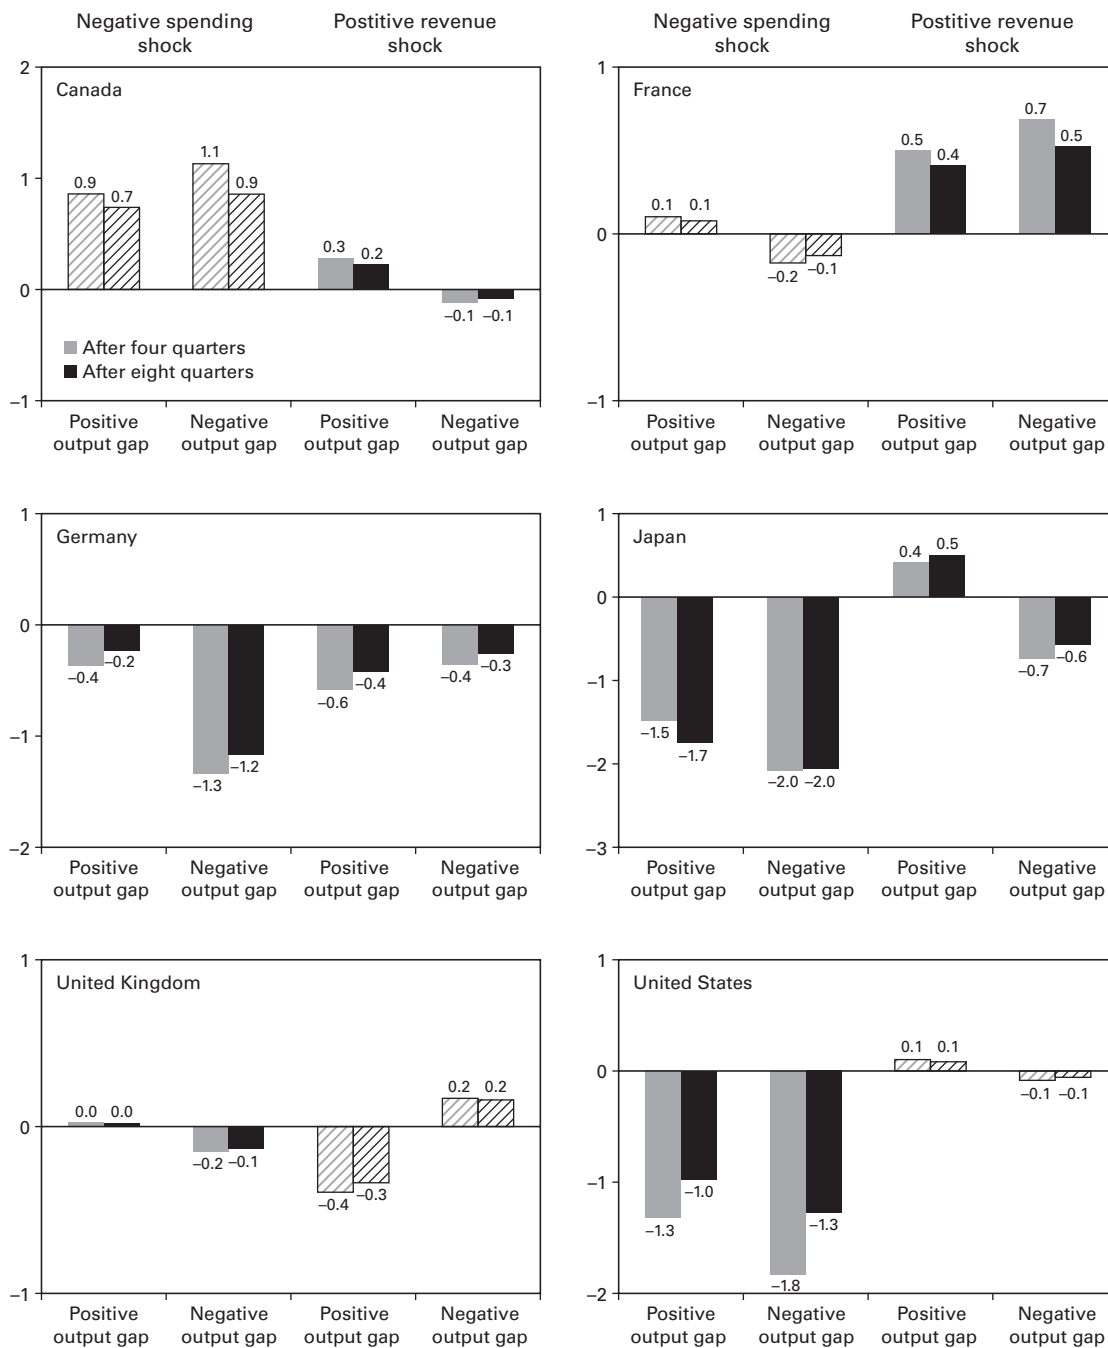 Negative spending shock
Postitive revenue shock
Negative spending shock
Postitive revenue shock
2
1
0
−1
Canada
0.9
0.7
1.1
0.9
0.3
0.2
−0.1
−0.1
After four quarters
After eight quarters
Positive output gap
Negative output gap
Positive output gap
Negative output gap
1
0
−1
France
0.1
0.1
−0.2
−0.1
0.5
0.4
0.7
0.5
Positive output gap
Negative output gap
Positive output gap
Negative output gap
1
0
−1
−2
Germany
−0.4
−0.2
−1.3
−1.2
−0.6
−0.4
−0.4
−0.3
Positive output gap
Negative output gap
Positive output gap
Negative output gap
1
0
−1
−2
−3
Japan
−1.5
−1.7
−2.0
−2.0
0.4
0.5
−0.7
−0.6
Positive output gap
Negative output gap
Positive output gap
Negative output gap
1
0
−1
United Kingdom
0.0
0.0
−0.2
−0.1
−0.4
−0.3
0.2
0.2
Positive output gap
Negative output gap
Positive output gap
Negative output gap
1
0
−1
−2
United States
−1.3
−1.0
−1.8
−1.3
0.1
0.1
−0.1
−0.1
Positive output gap
Negative output gap
Positive output gap
Negative output gap